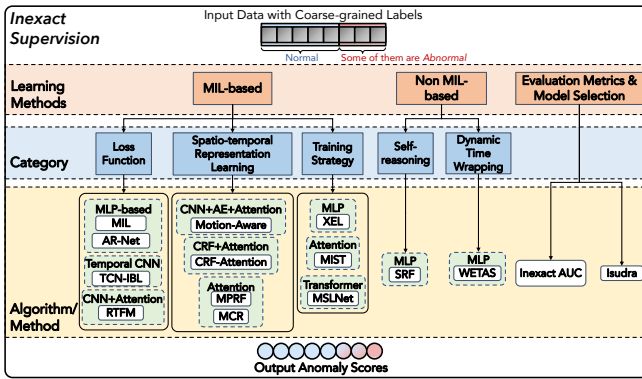 Inexact
Supervision
Input Data with Coarse-grained Labels
Normal
Some of them are Abnormal
Learning
Methods
MIL-based
Non MIL-
based
Evaluation Metrics &
Model Selection
Category
Loss
Function
Spatio-temporal
Representation
Learning
Training
Strategy
Self-
reasoning
Dynamic
Time
Wrapping
Algorithm/
Method
MLP-based
MIL
AR-Net
Temporal CNN
TCN-IBL
CNN+Attention
RTFM
CNN+AE+Attention
Motion-Aware
CRF+Attention
CRF-Attention
Attention
MPRF
MCR
MLP
XEL
Attention
MIST
Transformer
MSLNet
MLP
SRF
MLP
WETAS
Inexact AUC
Isudra
Output Anomaly Scores